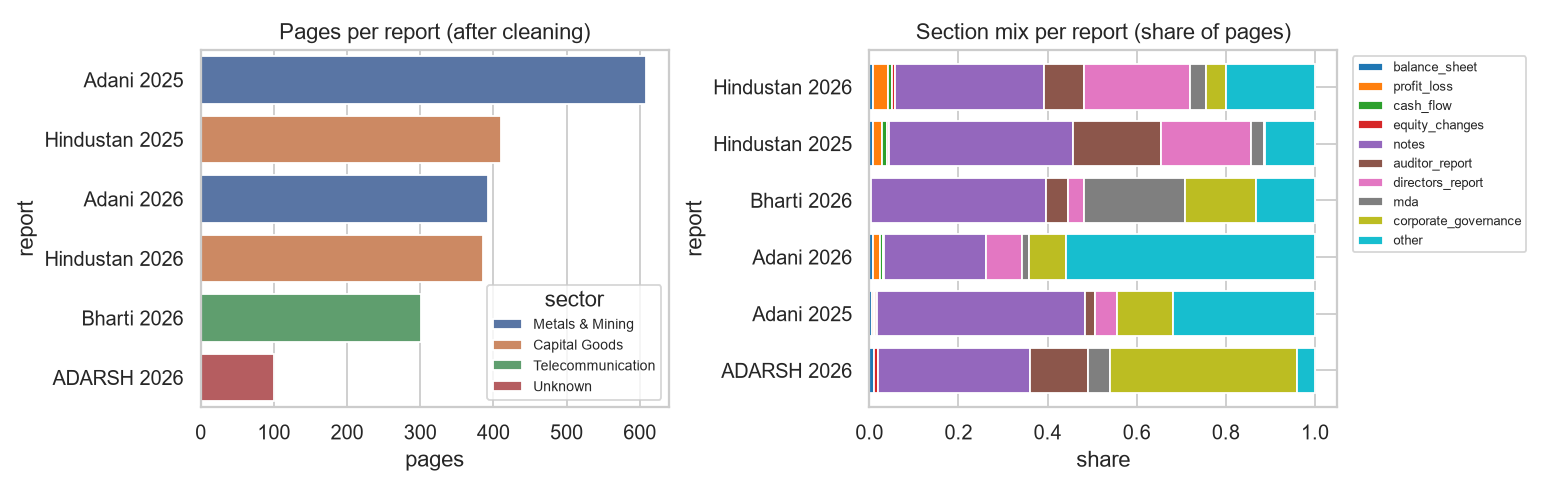 Pages per report (after cleaning)
report
Adani 2025
Hindustan 2025
Adani 2026
Hindustan 2026
Bharti 2026
ADARSH 2026
sector
Metals & Mining
Capital Goods
Telecommunication
Unknown
0 100 200 300 400 500 600
pages
Section mix per report (share of pages)
report
Hindustan 2026
Hindustan 2025
Bharti 2026
Adani 2026
Adani 2025
ADARSH 2026
0.0 0.2 0.4 0.6 0.8 1.0
share
balance_sheet
profit_loss
cash_flow
equity_changes
notes
auditor_report
directors_report
mda
corporate_governance
other